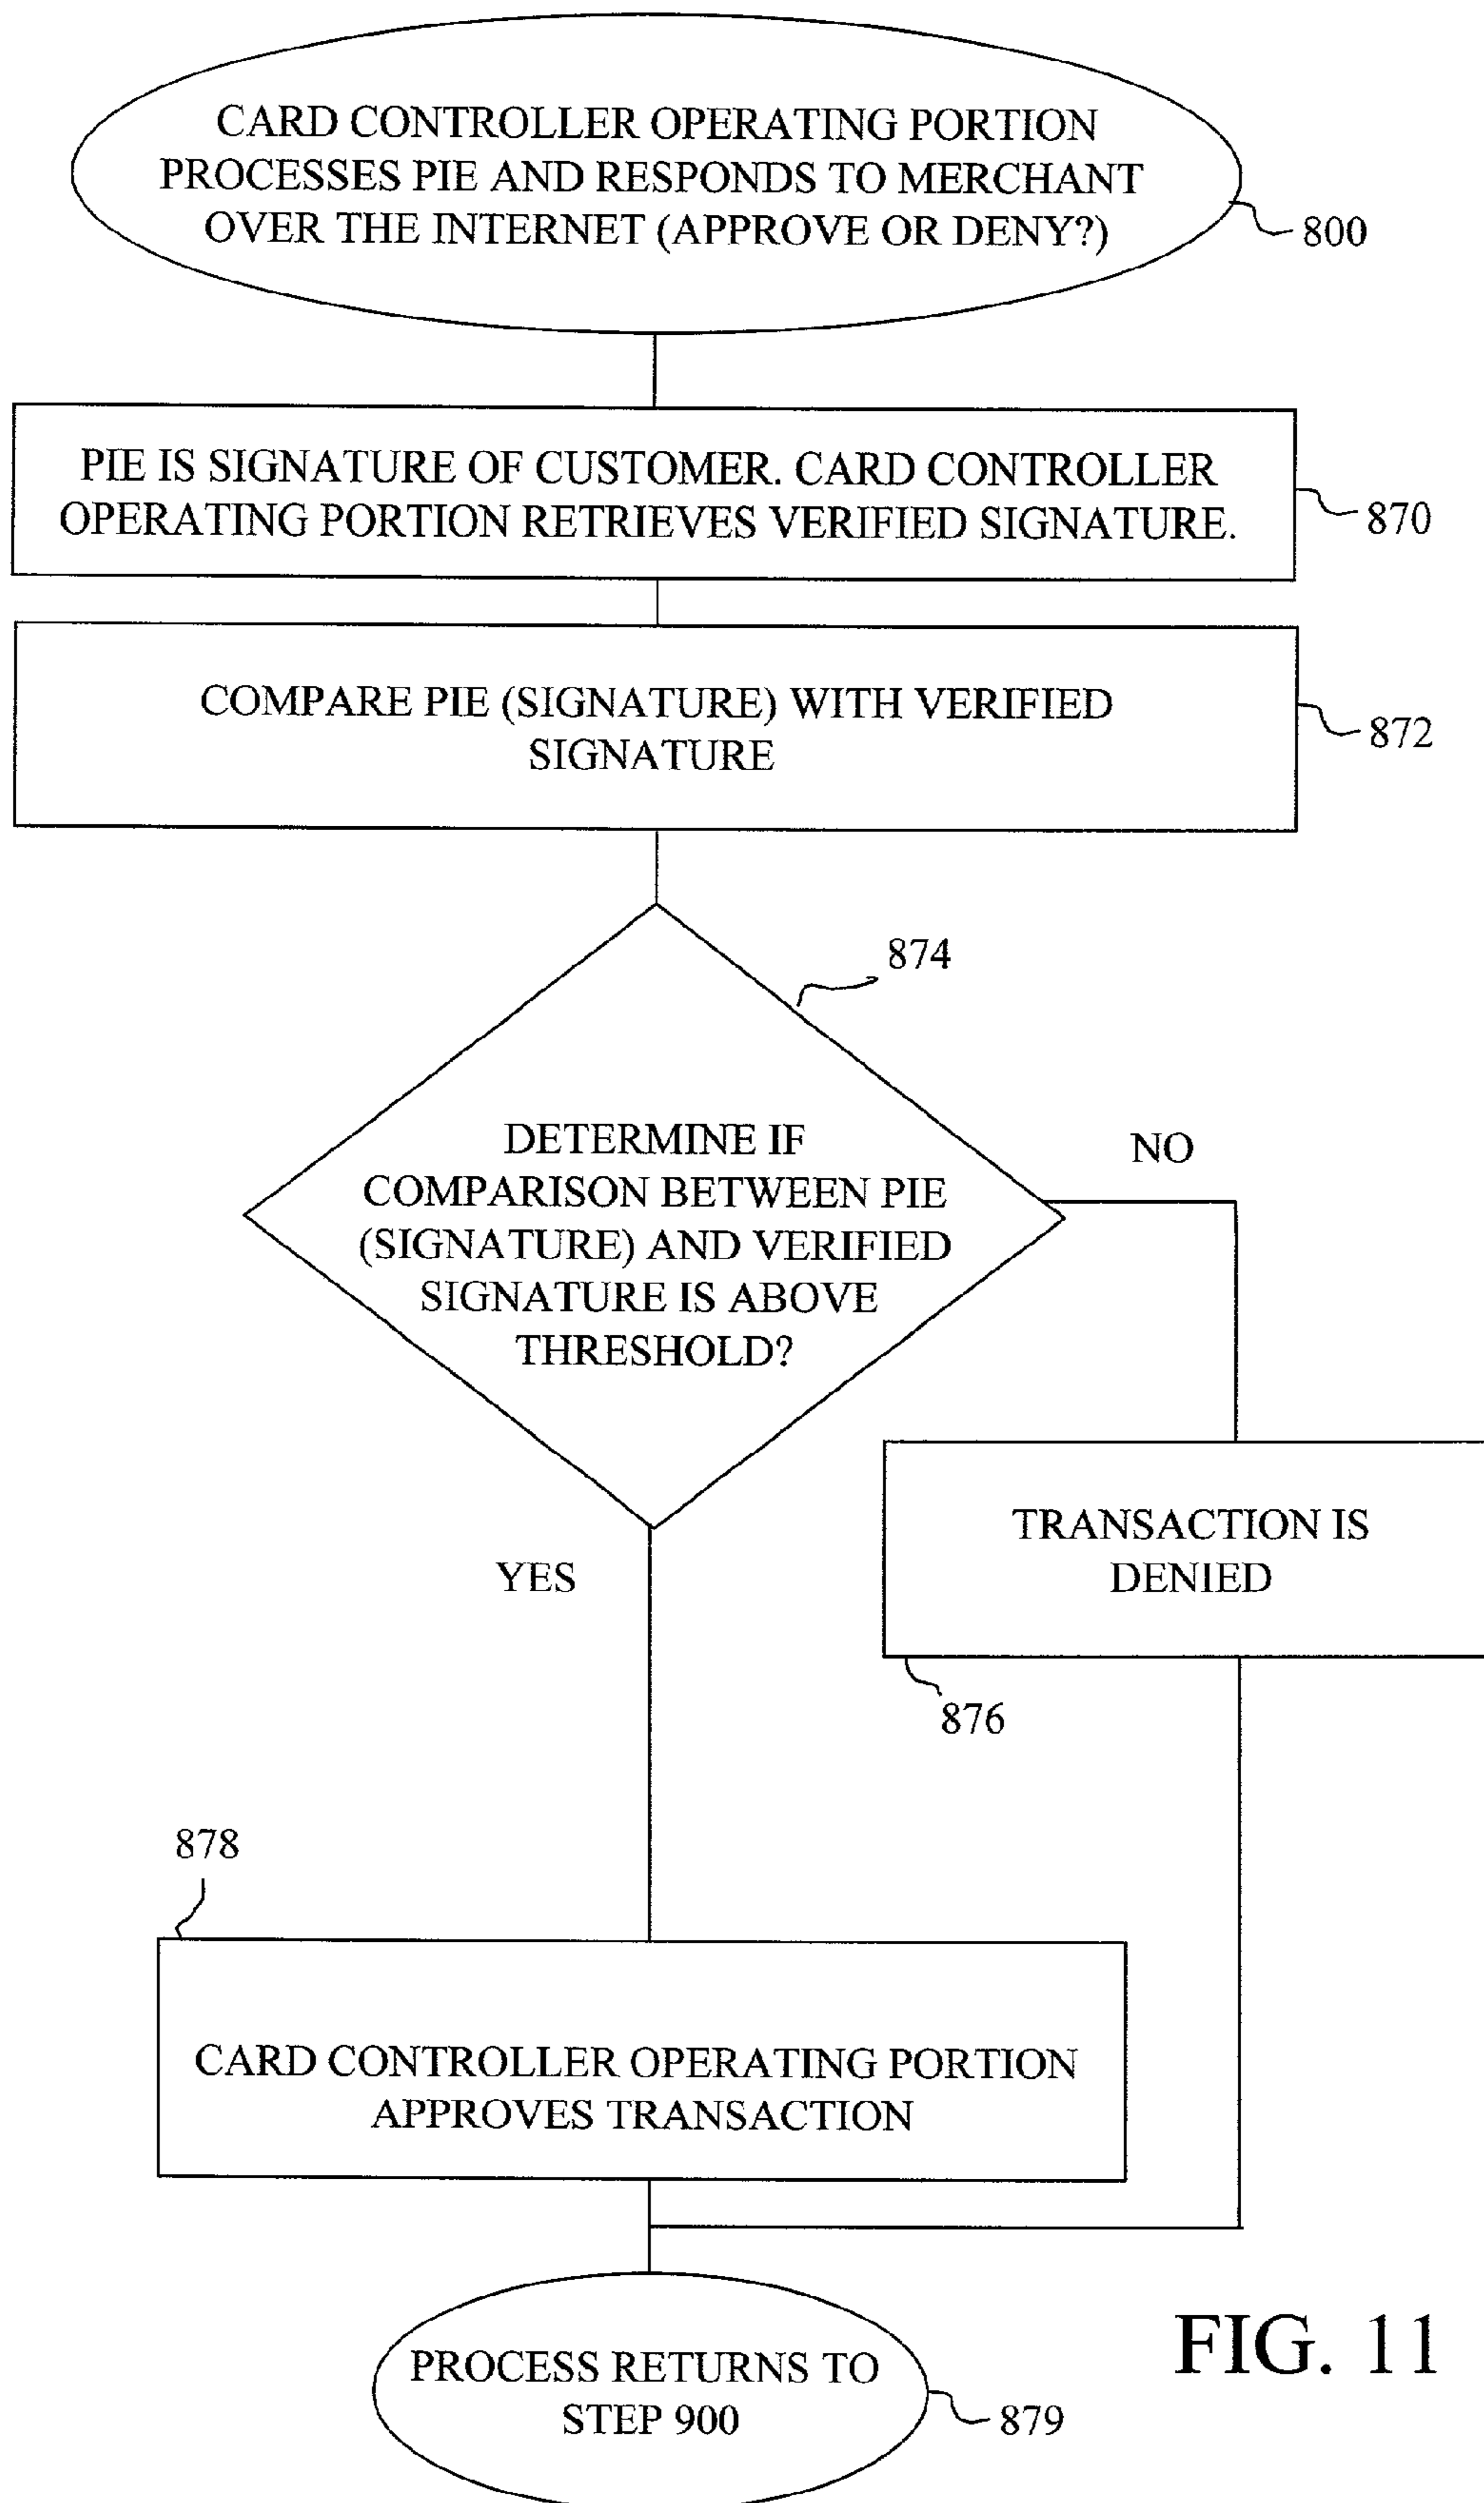 CARD CONTROLLER OPERATING PORTION
PROCESSES PIE AND RESPONDS TO MERCHANT
OVER THE INTERNET (APPROVE OR DENY?)
800
PIE IS SIGNATURE OF CUSTOMER. CARD CONTROLLER
OPERATING PORTION RETRIEVES VERIFIED SIGNATURE.
870
COMPARE PIE (SIGNATURE) WITH VERIFIED
SIGNATURE
872
874
DETERMINE IF
COMPARISON BETWEEN PIE
(SIGNATURE) AND VERIFIED
SIGNATURE IS ABOVE
THRESHOLD?
NO
YES
TRANSACTION IS
DENIED
876
878
CARD CONTROLLER OPERATING PORTION
APPROVES TRANSACTION
PROCESS RETURNS TO
STEP 900
879
FIG. 11